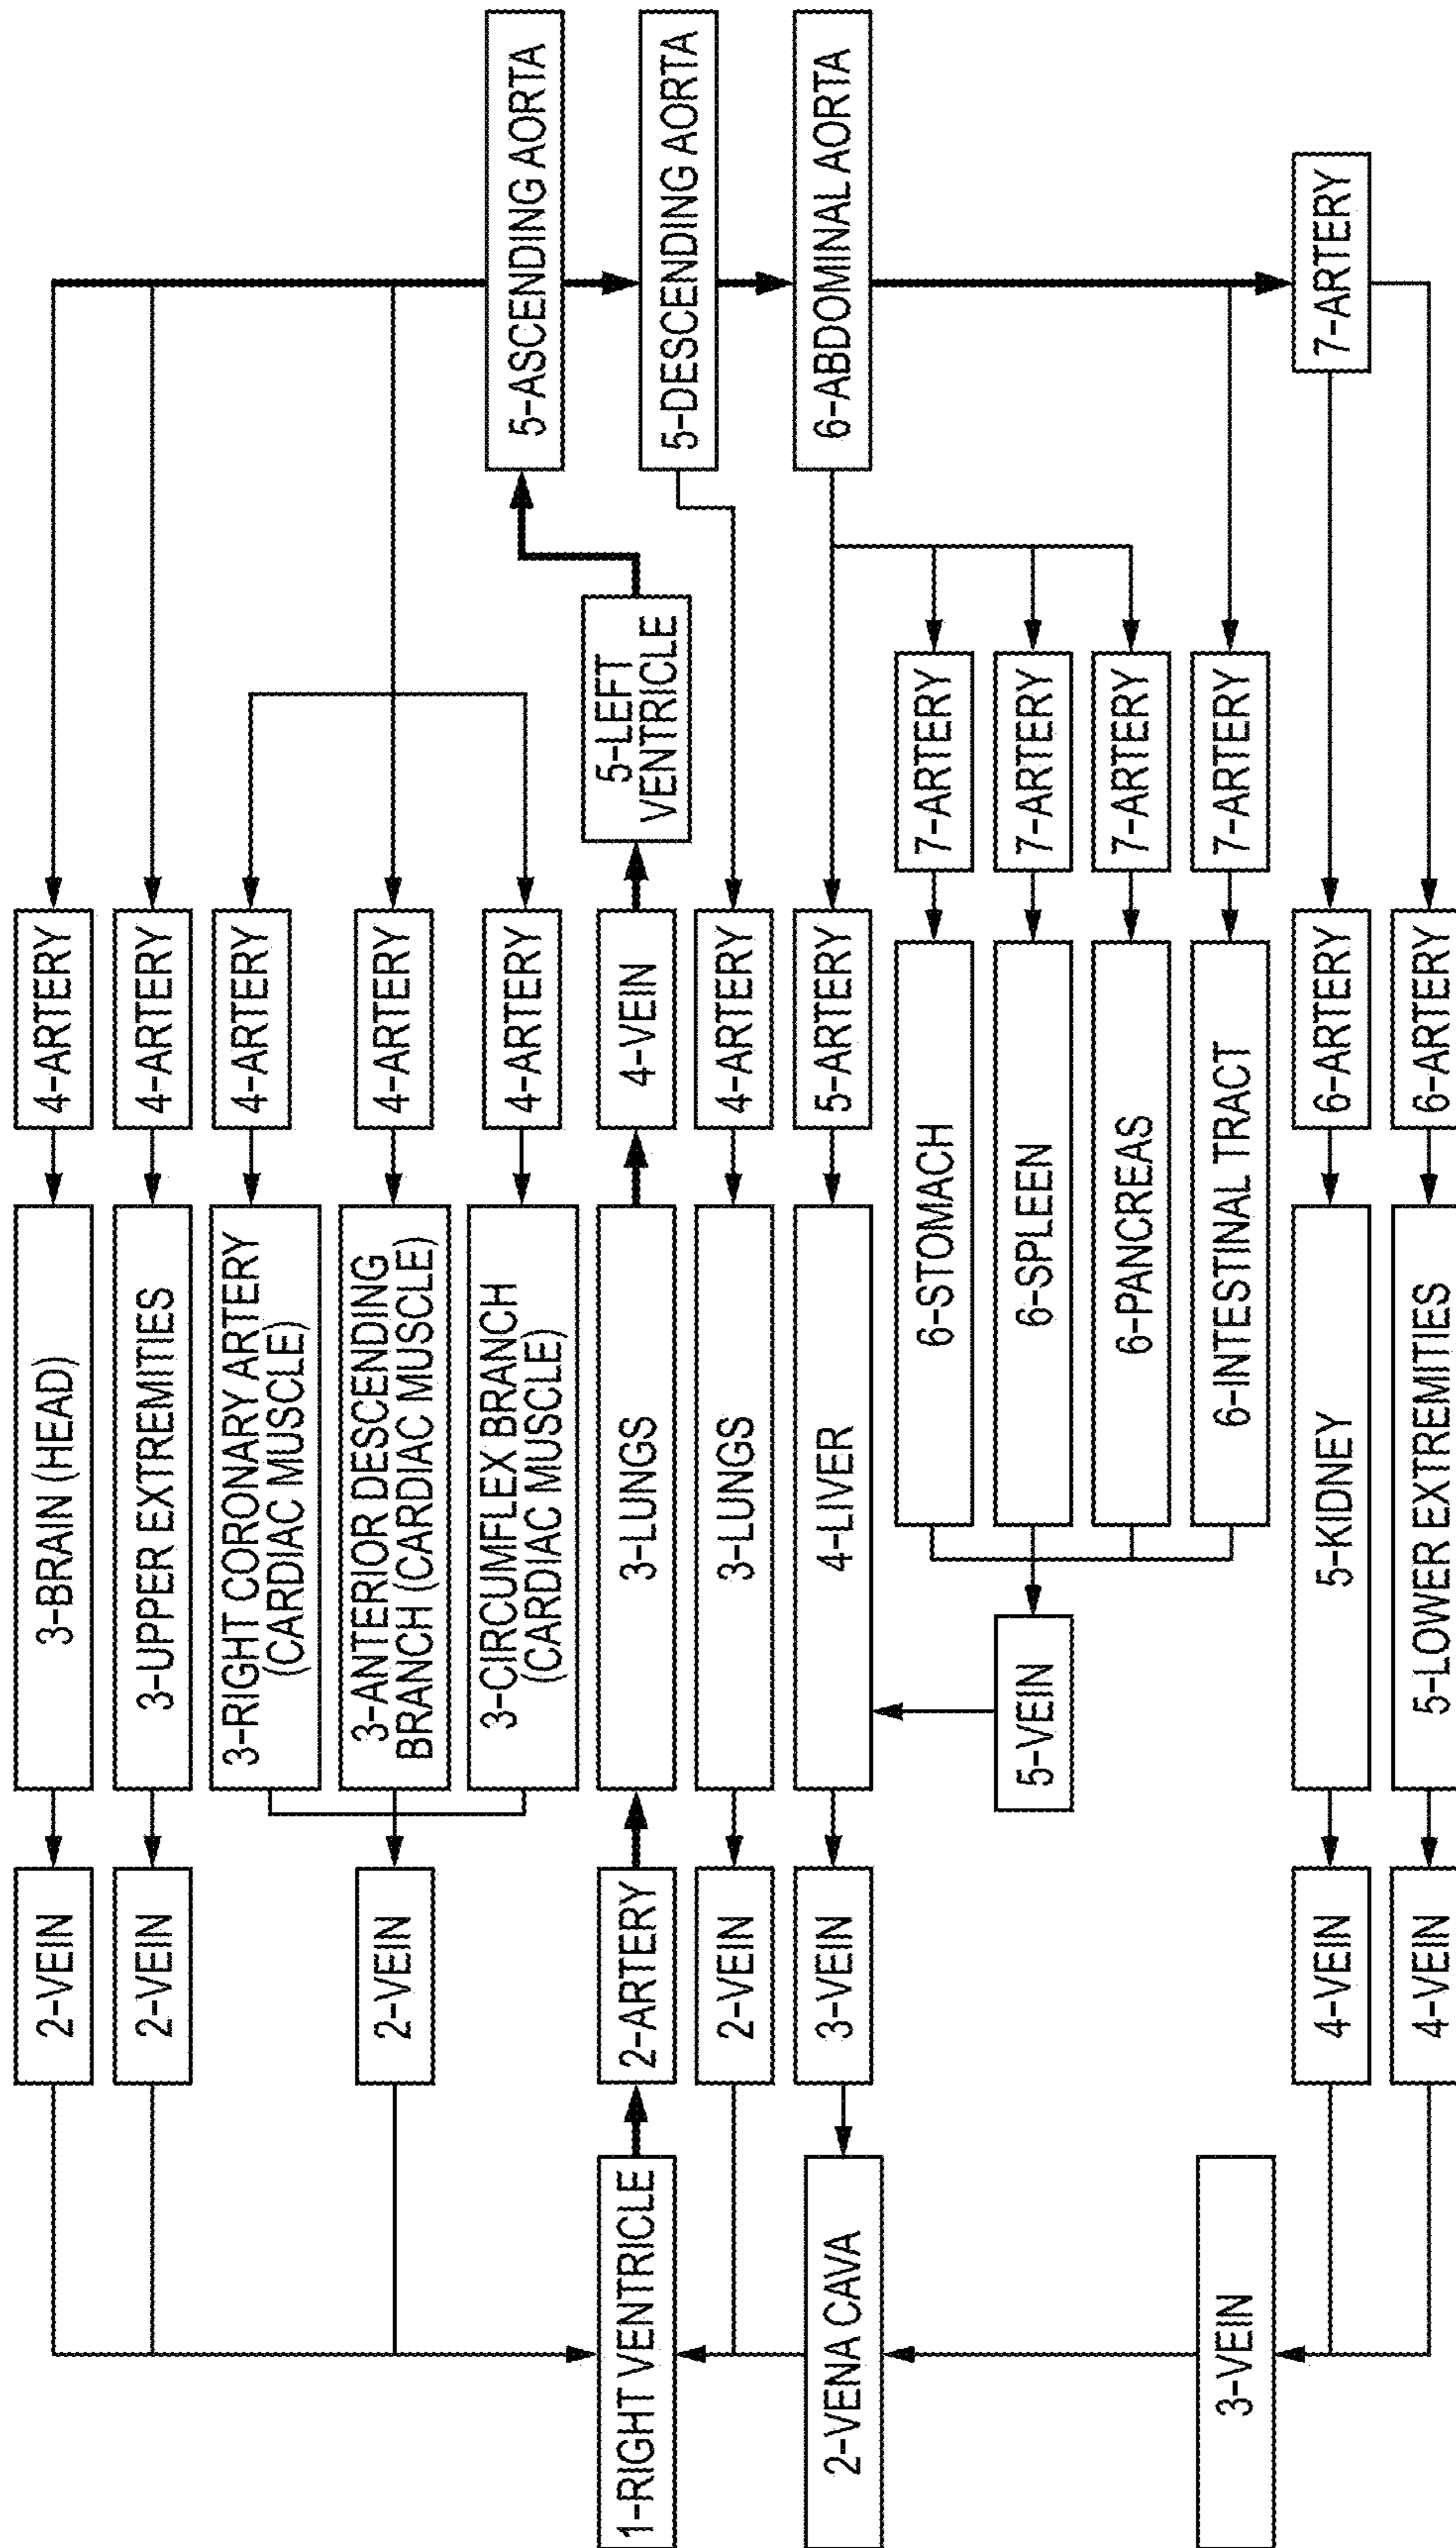 2-VEIN
2-VEIN
2-VEIN
1-RIGHT VENTRICLE
2-ARTERY
2-VEIN
3-VEIN
2-VENA CAVA
3-VEIN
4-VEIN
4-VEIN
3-BRAIN (HEAD)
3-UPPER EXTREMITIES
3-RIGHT CORONARY ARTERY
(CARDIAC MUSCLE)
3-ANTERIOR DESCENDING
BRANCH (CARDIAC MUSCLE)
3-CIRCUMFLEX BRANCH
(CARDIAC MUSCLE)
3-LUNGS
3-LUNGS
4-LIVER
5-VEIN
6-STOMACH
6-SPLEEN
6-PANCREAS
6-INTESTINAL TRACT
5-KIDNEY
5-LOWER EXTREMITIES
4-ARTERY
4-ARTERY
4-ARTERY
4-ARTERY
4-ARTERY
4-VEIN
4-ARTERY
5-ARTERY
6-ARTERY
6-ARTERY
5-LEFT
VENTRICLE
7-ARTERY
7-ARTERY
7-ARTERY
7-ARTERY
5-ASCENDING AORTA
5-DESCENDING AORTA
6-ABDOMINAL AORTA
7-ARTERY